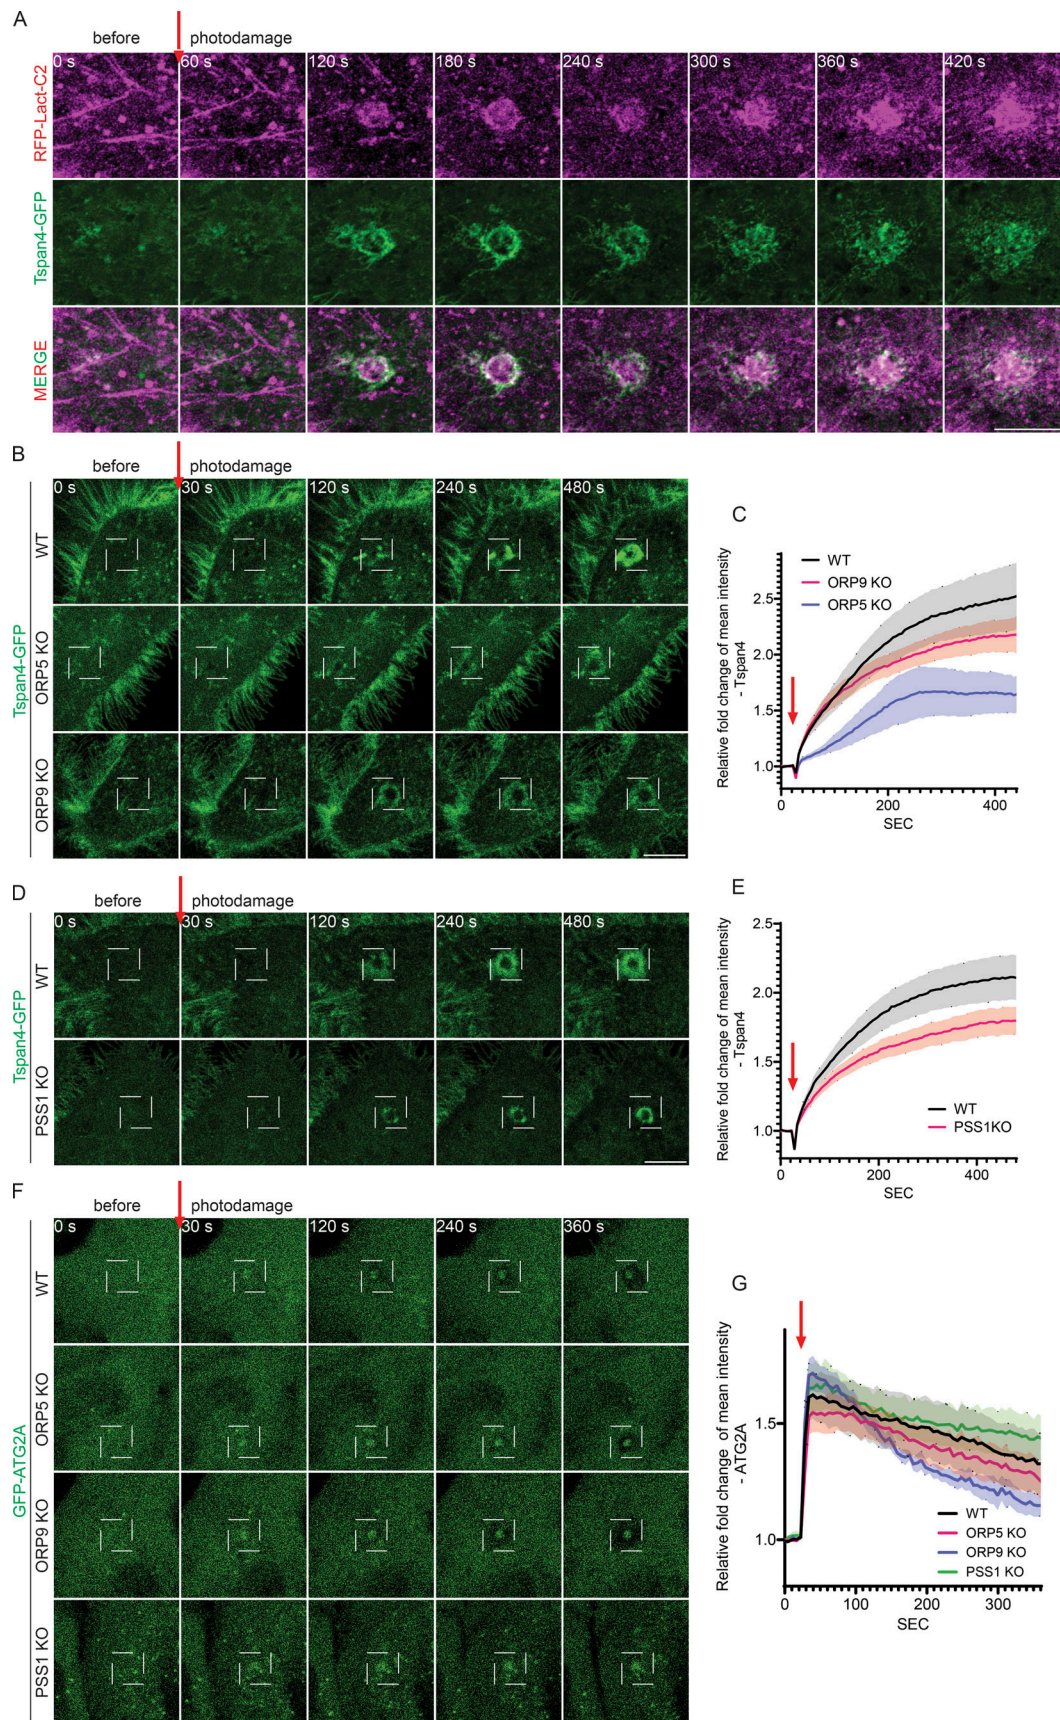 A
before photodamage
RFP-Lact-C2
0 s 60 s 120 s 180 s 240 s 300 s 360 s 420 s
Tspan4-GFP
MERGE
B
before photodamage
Tspan4-GFP
WT
0 s 30 s 120 s 240 s 480 s
ORP5 KO
ORP9 KO
C
Relative fold change of mean intensity
- Tspan4
WT
ORP9 KO
ORP5 KO
2.5
2.0
1.5
1.0
0 200 400
SEC
D
before photodamage
Tspan4-GFP
WT
0 s 30 s 120 s 240 s 480 s
PSS1 KO
E
Relative fold change of mean intensity
- Tspan4
2.5
2.0
1.5
1.0
WT
PSS1KO
0 200 400
SEC
F
before photodamage
GFP-ATG2A
WT
0 s 30 s 120 s 240 s 360 s
ORP5 KO
ORP9 KO
PSS1 KO
G
Relative fold change of mean intensity
- ATG2A
1.5
1.0
WT
ORP5 KO
ORP9 KO
PSS1 KO
0 100 200 300
SEC